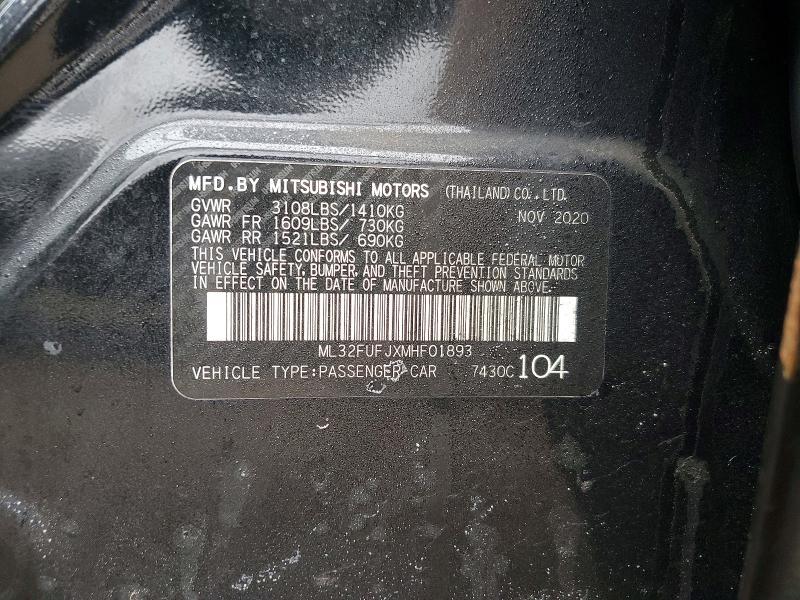 MFD.BY MITSUBISHI MOTORS (THAILAND) CO., LTD.
GVWR 3108LBS/1410KG NOV 2020
GAWR FR 1609LBS/ 730KG
GAWR RR 1521LBS/ 690KG
THIS VEHICLE CONFORMS TO ALL APPLICABLE FEDERAL MOTOR
VEHICLE SAFETY, BUMPER, AND THEFT PREVENTION STANDARDS
IN EFFECT ON THE DATE OF MANUFACTURE SHOWN ABOVE.
ML32FUFJXMHF01893
VEHICLE TYPE:PASSENGER CAR 7430C 104